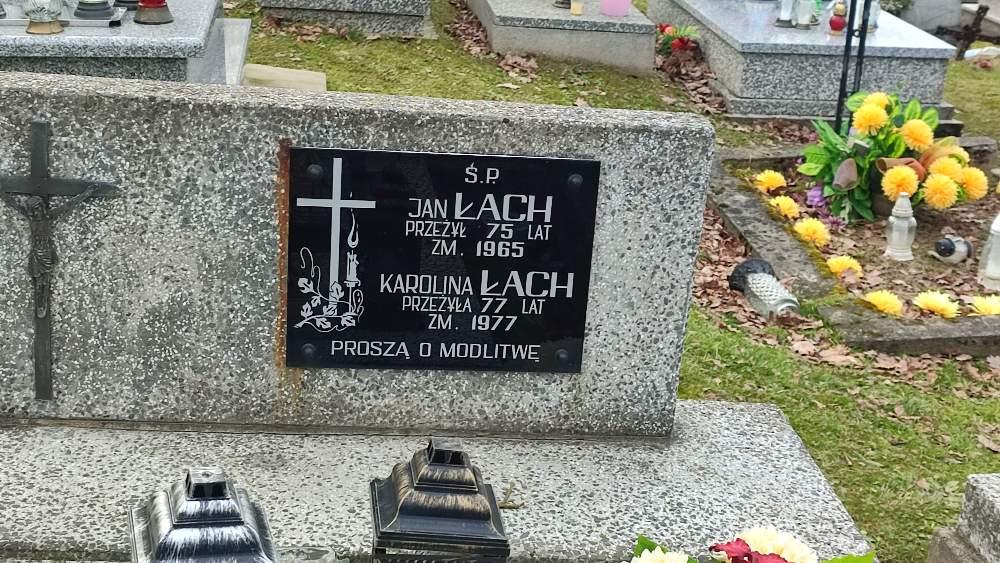 Ś.P.
JAN ŁACH
PRZEŻYŁ 75 LAT
ZM. 1965
KAROLINA ŁACH
PRZEŻYŁA 77 LAT
ZM. 1977
PROSZĄ O MODLITWĘ